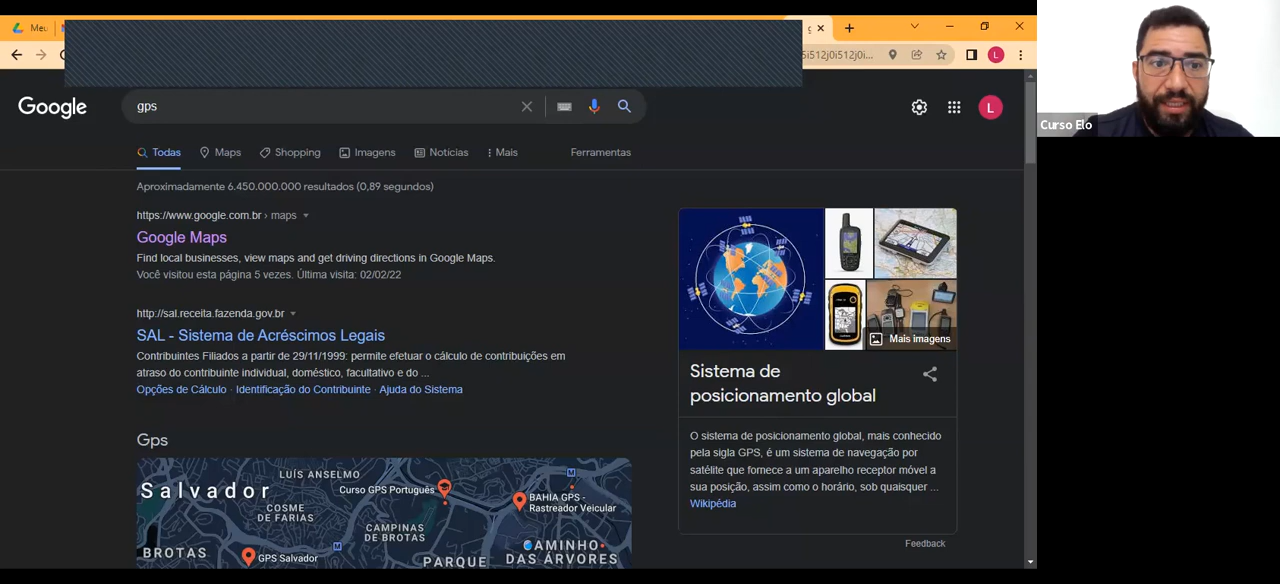 Meu
5i512j0i512j0i512...
L
Google
gps
L
Todas
Maps
Shopping
Imagens
Notícias
Mais
Ferramentas
Aproximadamente 6.450.000.000 resultados (0,89 segundos)
https://www.google.com.br › maps
Google Maps
Find local businesses, view maps and get driving directions in Google Maps.
Você visitou esta página 5 vezes. Última visita: 02/02/22
http://sal.receita.fazenda.gov.br
SAL - Sistema de Acréscimos Legais
Contribuintes Filiados a partir de 29/11/1999: permite efetuar o cálculo de contribuições em
atraso do contribuinte individual, doméstico, facultativo e do ...
Opções de Cálculo · Identificação do Contribuinte · Ajuda do Sistema
Gps
LUÍS ANSELMO
Salvador
Curso GPS Português
M
BAHIA GPS -
Rastreador Veicular
COSME
DE FARIAS
CAMPINAS
DE BROTAS
BROTAS
GPS Salvador
M
PARQUE
CAMINHO
DAS ÁRVORES
Mais imagens
Sistema de
posicionamento global
O sistema de posicionamento global, mais conhecido
pela sigla GPS, é um sistema de navegação por
satélite que fornece a um aparelho receptor móvel a
sua posição, assim como o horário, sob quaisquer ...
Wikipédia
Feedback
Curso Elo